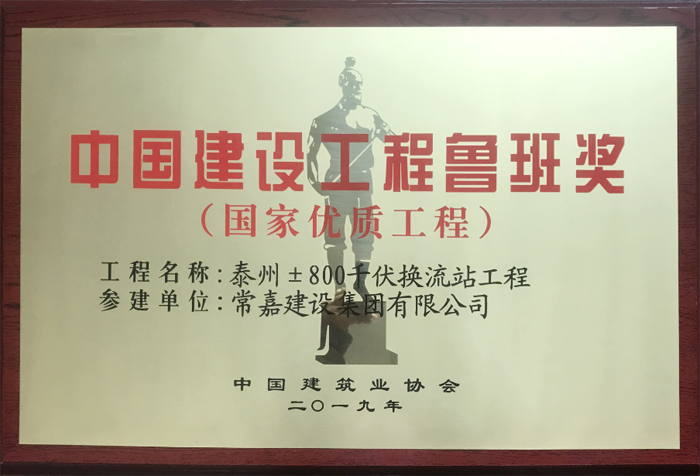 中国建设工程鲁班奖
（国家优质工程）
工程名称：泰州±800千伏换流站工程
参建单位：常嘉建设集团有限公司
中国建筑业协会
二〇一九年